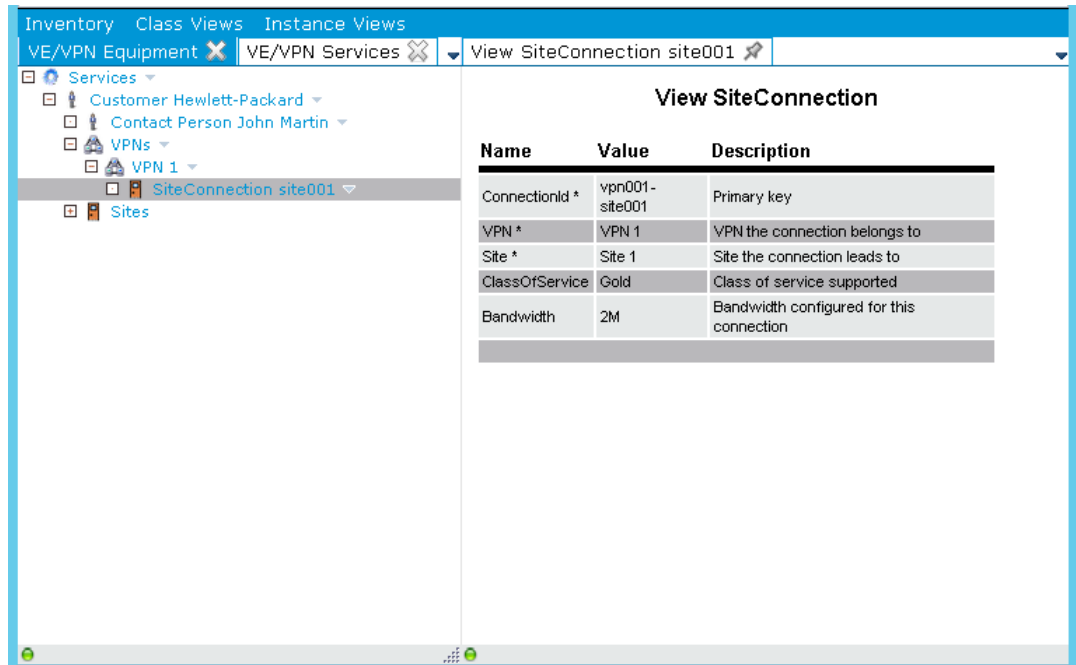 Inventory Class Views Instance Views
VE/VPN Equipment VE/VPN Services View SiteConnection site001
Services
Customer Hewlett-Packard
Contact Person John Martin
VPNs
VPN 1
SiteConnection site001
Sites
View SiteConnection
Name Value Description
ConnectionId * vpn001-
site001 Primary key
VPN * VPN 1 VPN the connection belongs to
Site * Site 1 Site the connection leads to
ClassOfService Gold Class of service supported
Bandwidth 2M Bandwidth configured for this
connection